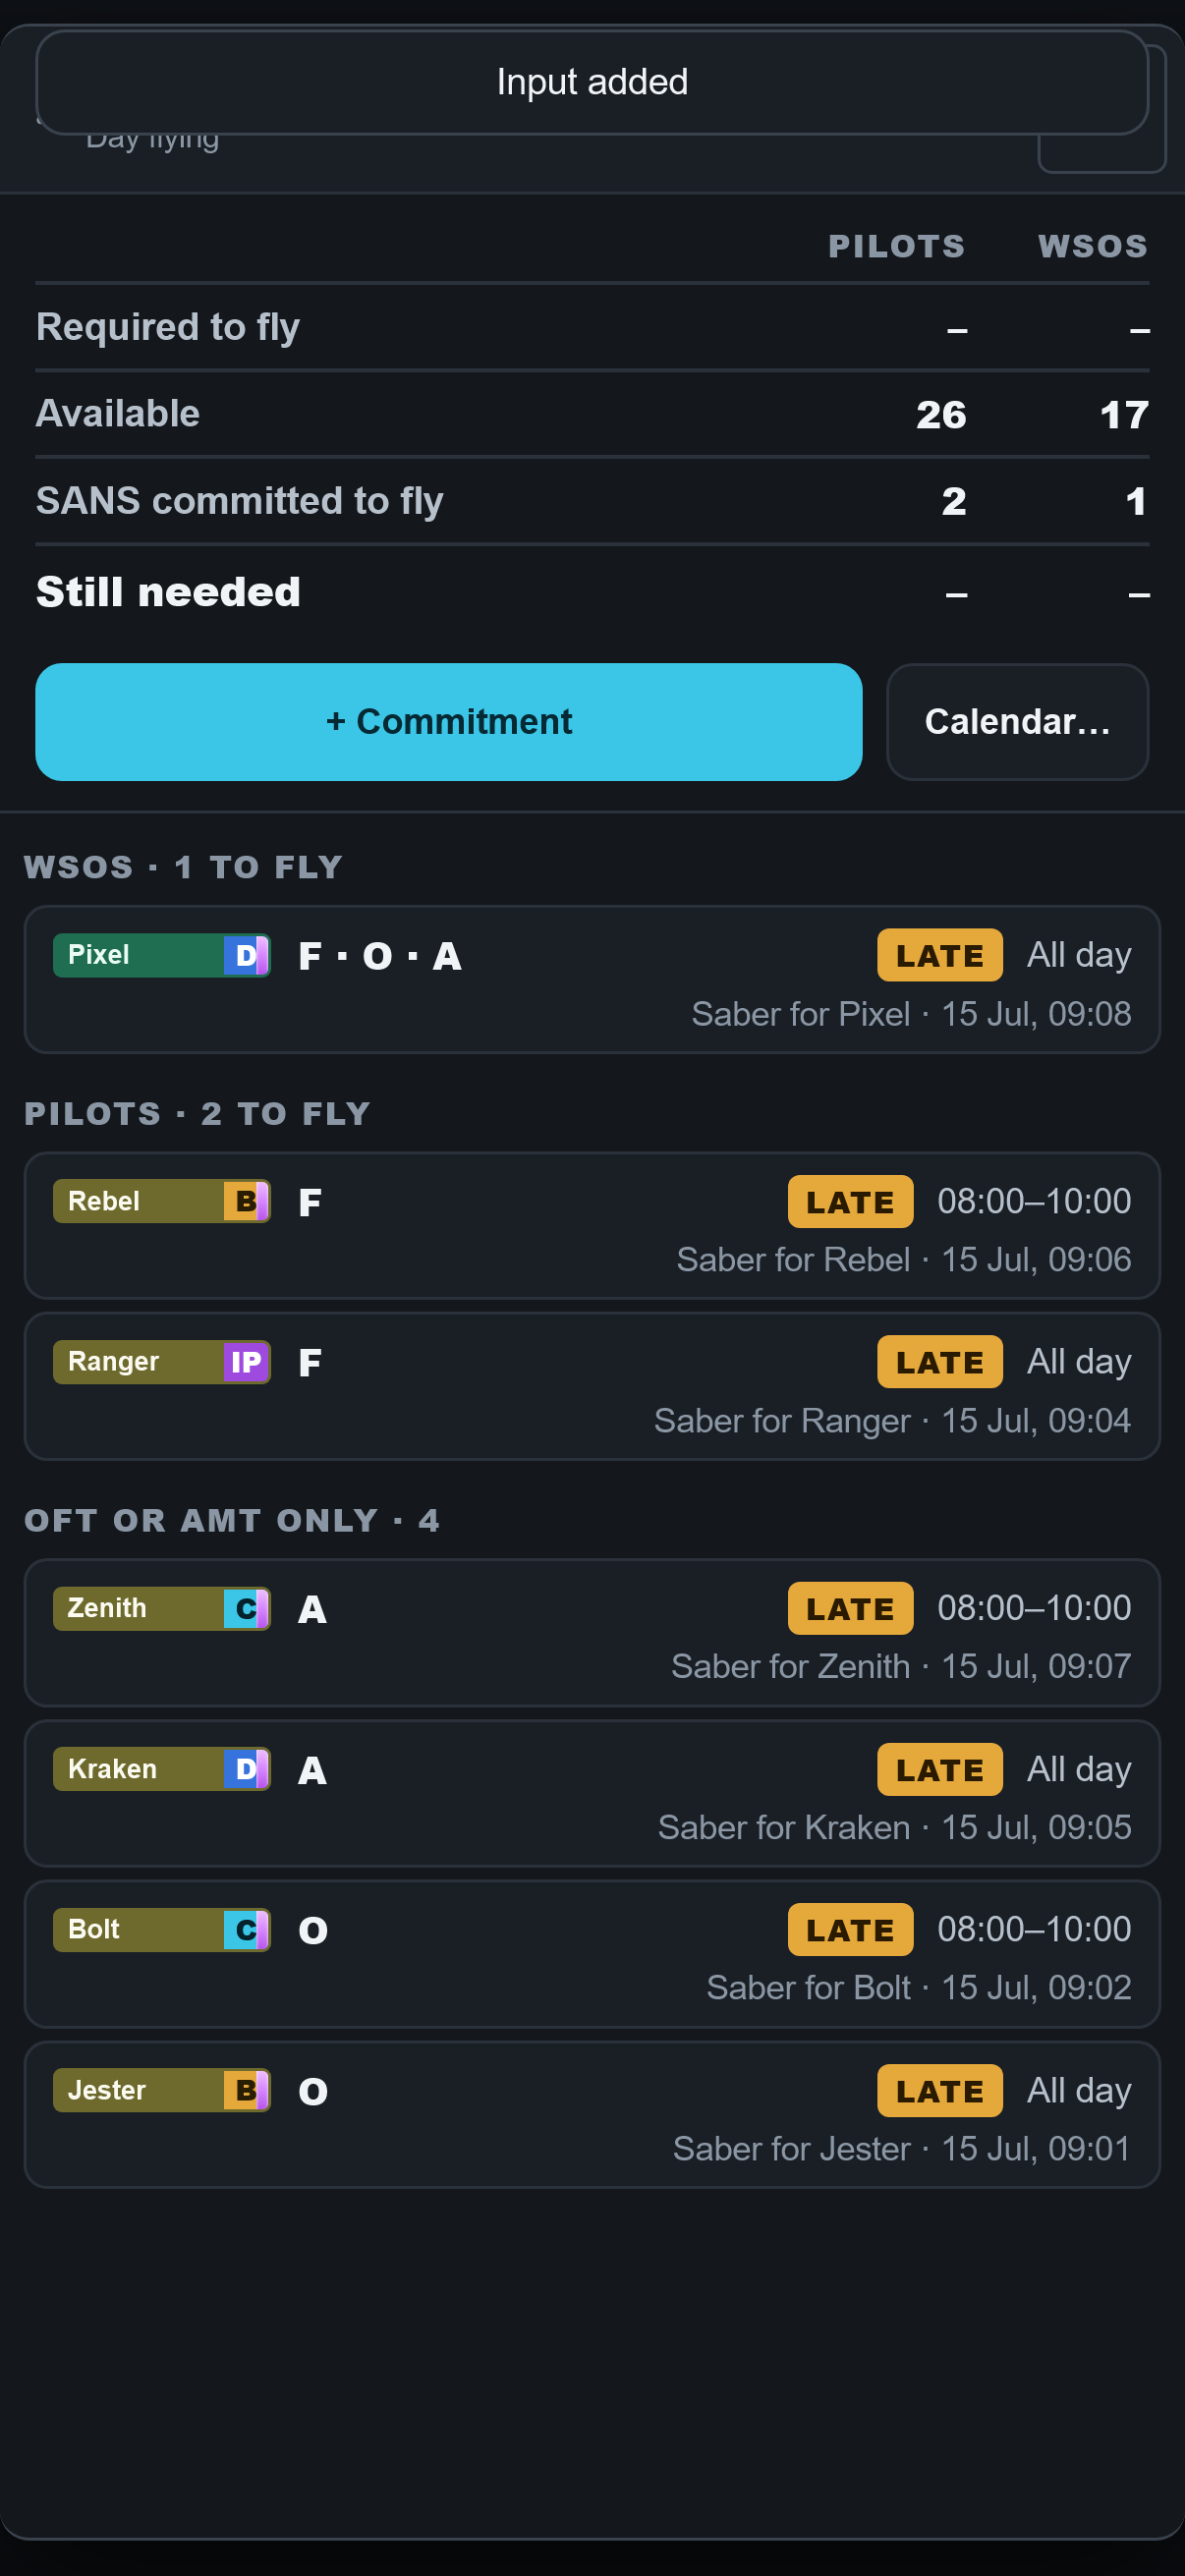 Input added
Day flying
PILOTS WSOS
Required to fly – –
Available 26 17
SANS committed to fly 2 1
Still needed – –
+ Commitment Calendar…
WSOS · 1 TO FLY
Pixel D F · O · A LATE All day
Saber for Pixel · 15 Jul, 09:08
PILOTS · 2 TO FLY
Rebel B F LATE 08:00–10:00
Saber for Rebel · 15 Jul, 09:06
Ranger IP F LATE All day
Saber for Ranger · 15 Jul, 09:04
OFT OR AMT ONLY · 4
Zenith C A LATE 08:00–10:00
Saber for Zenith · 15 Jul, 09:07
Kraken D A LATE All day
Saber for Kraken · 15 Jul, 09:05
Bolt C O LATE 08:00–10:00
Saber for Bolt · 15 Jul, 09:02
Jester B O LATE All day
Saber for Jester · 15 Jul, 09:01